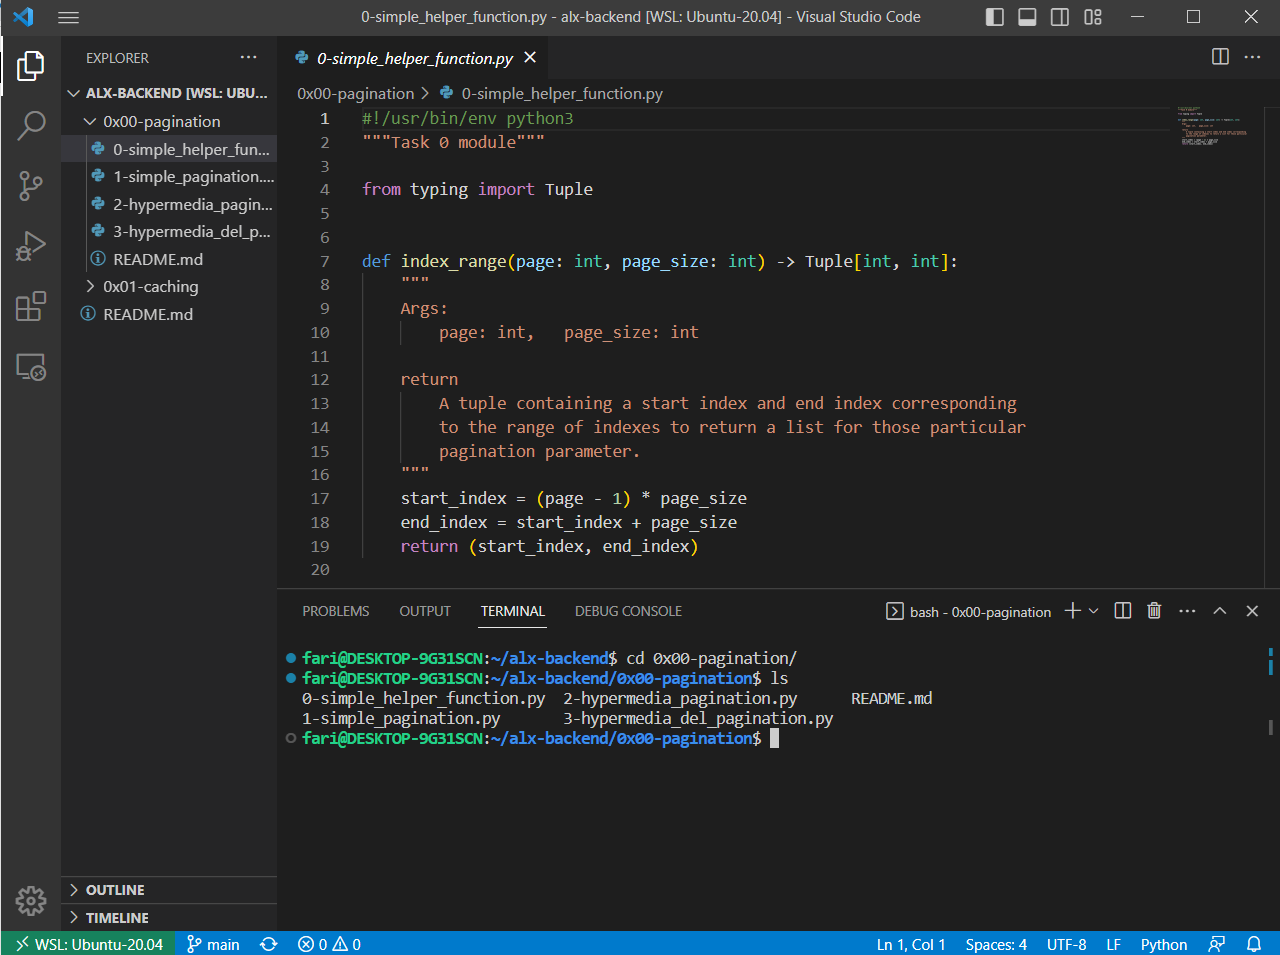 0-simple_helper_function.py - alx-backend [WSL: Ubuntu-20.04] - Visual Studio Code
EXPLORER
ALX-BACKEND [WSL: UBU...
0x00-pagination
0-simple_helper_fun...
1-simple_pagination....
2-hypermedia_pagin...
3-hypermedia_del_p...
README.md
0x01-caching
README.md
OUTLINE
TIMELINE
0-simple_helper_function.py
0x00-pagination > 0-simple_helper_function.py
1 #!/usr/bin/env python3
2 """Task 0 module"""
3
4 from typing import Tuple
5
6
7 def index_range(page: int, page_size: int) -> Tuple[int, int]:
8 """
9 Args:
10 page: int,   page_size: int
11
12 return
13 A tuple containing a start index and end index corresponding
14 to the range of indexes to return a list for those particular
15 pagination parameter.
16 """
17 start_index = (page - 1) * page_size
18 end_index = start_index + page_size
19 return (start_index, end_index)
20
PROBLEMS OUTPUT TERMINAL DEBUG CONSOLE bash - 0x00-pagination
fari@DESKTOP-9G31SCN:~/alx-backend$ cd 0x00-pagination/
fari@DESKTOP-9G31SCN:~/alx-backend/0x00-pagination$ ls
0-simple_helper_function.py  2-hypermedia_pagination.py      README.md
1-simple_pagination.py       3-hypermedia_del_pagination.py
fari@DESKTOP-9G31SCN:~/alx-backend/0x00-pagination$
WSL: Ubuntu-20.04 main 0 0 Ln 1, Col 1 Spaces: 4 UTF-8 LF Python